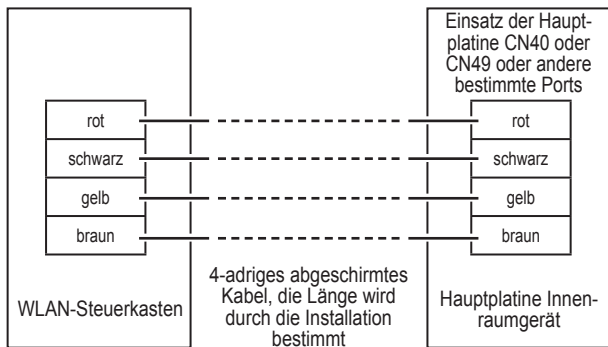 Einsatz der Haupt-
platine CN40 oder
CN49 oder andere
bestimmte Ports
rot
schwarz
gelb
braun
rot
schwarz
gelb
braun
WLAN-Steuerkasten
4-adriges abgeschirmtes
Kabel, die Länge wird
durch die Installation
bestimmt
Hauptplatine Innen-
raumgerät